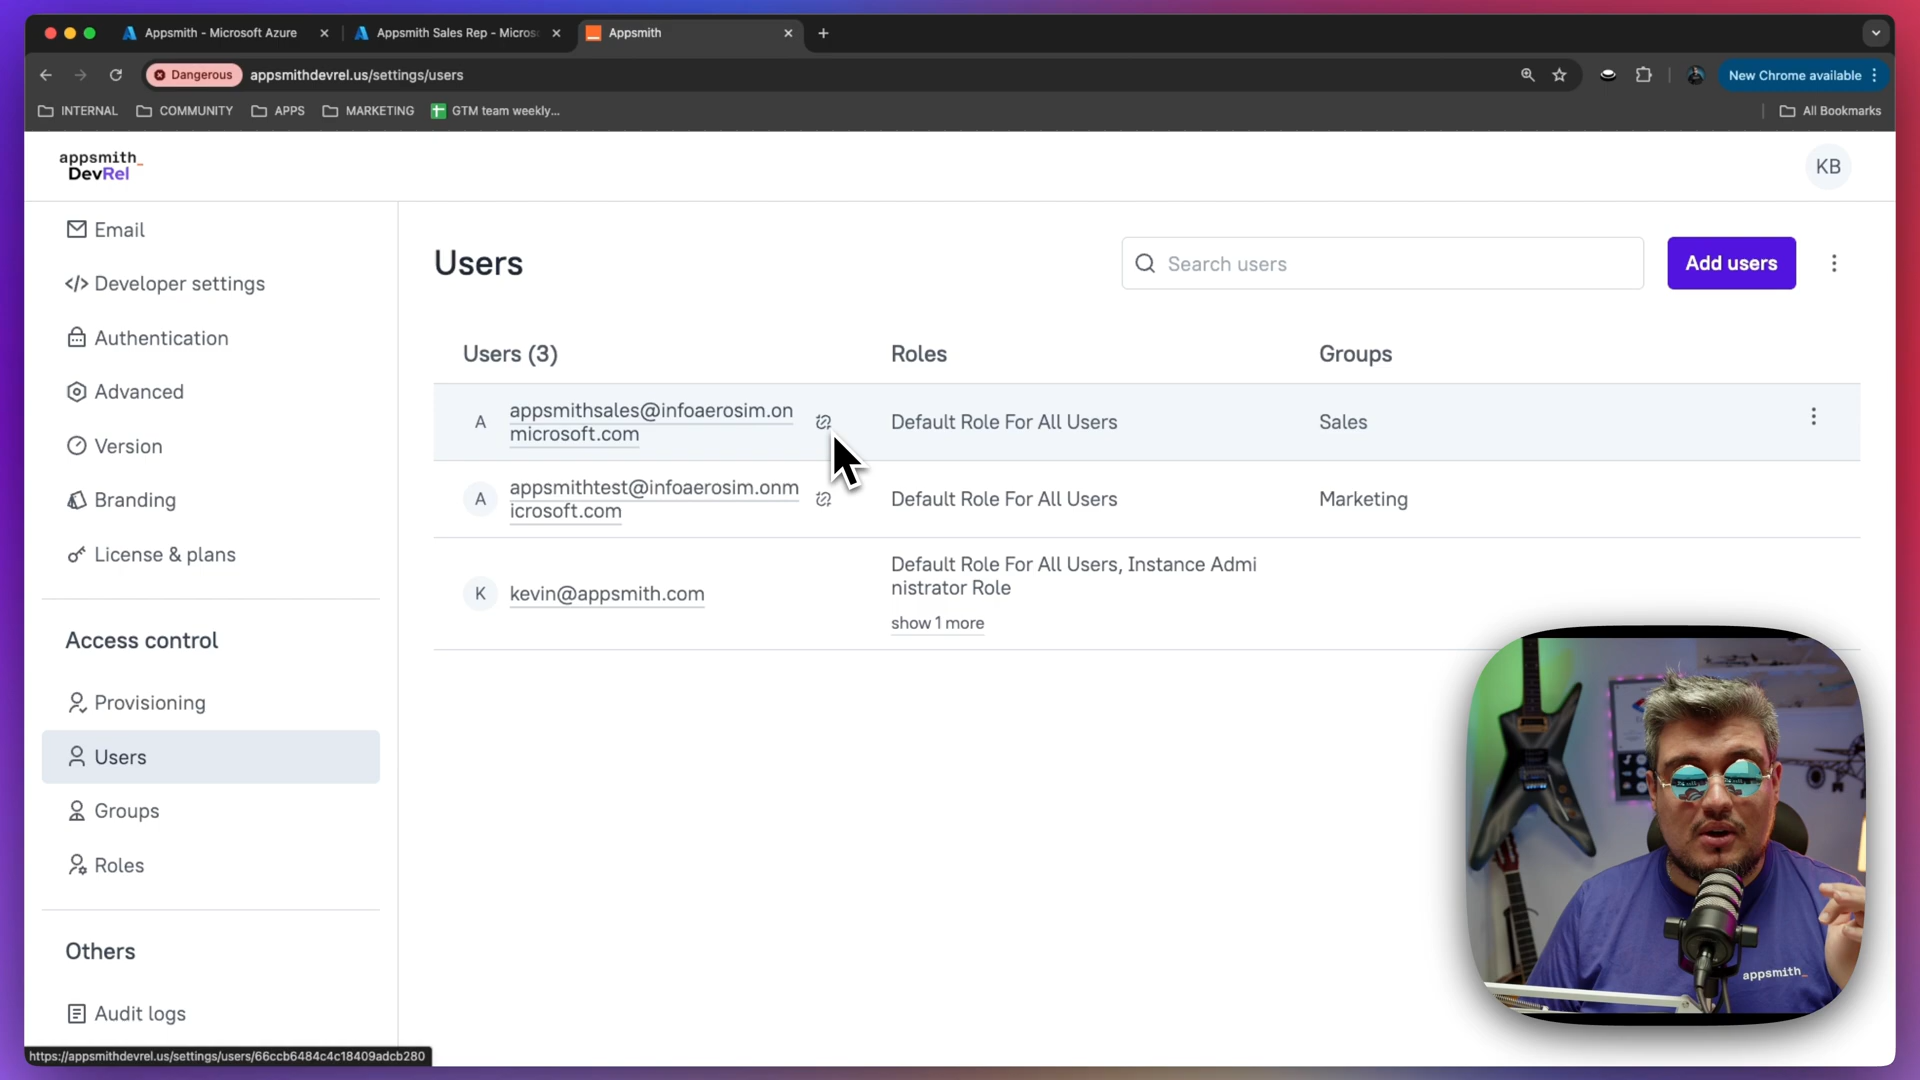 Appsmith - Microsoft Azure
Appsmith Sales Rep - Micros
Appsmith
Dangerous
appsmithdevrel.us/settings/users
New Chrome available
INTERNAL
COMMUNITY
APPS
MARKETING
GTM team weekly...
All Bookmarks
appsmith_
DevRel
KB
Email
Developer settings
Authentication
Advanced
Version
Branding
License & plans
Access control
Provisioning
Users
Groups
Roles
Others
Audit logs
Users
Search users
Add users
Users (3)
Roles
Groups
A
appsmithsales@infoaerosim.on
microsoft.com
Default Role For All Users
Sales
A
appsmithtest@infoaerosim.onm
icrosoft.com
Default Role For All Users
Marketing
K
kevin@appsmith.com
Default Role For All Users, Instance Admi
nistrator Role
show 1 more
appsmith_
https://appsmithdevrel.us/settings/users/66ccb6484c4c18409adcb280